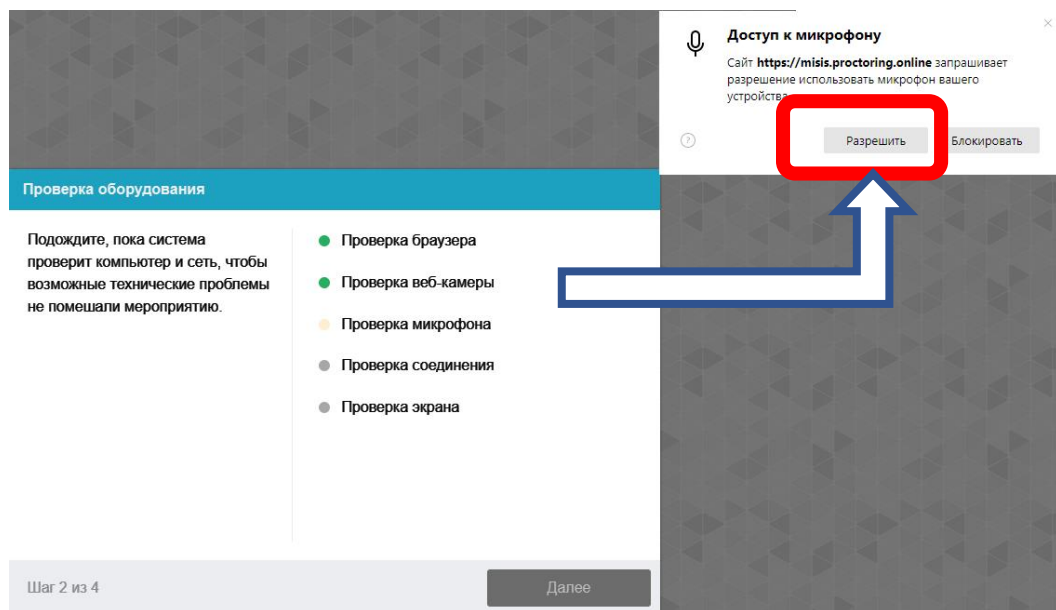 Доступ к микрофону
Сайт https://misis.proctoring.online запрашивает
разрешение использовать микрофон вашего
устройства
Разрешить
Блокировать
Проверка оборудования
Подождите, пока система
проверит компьютер и сеть, чтобы
возможные технические проблемы
не помешали мероприятию.
Проверка браузера
Проверка веб-камеры
Проверка микрофона
Проверка соединения
Проверка экрана
Шаг 2 из 4
Далее